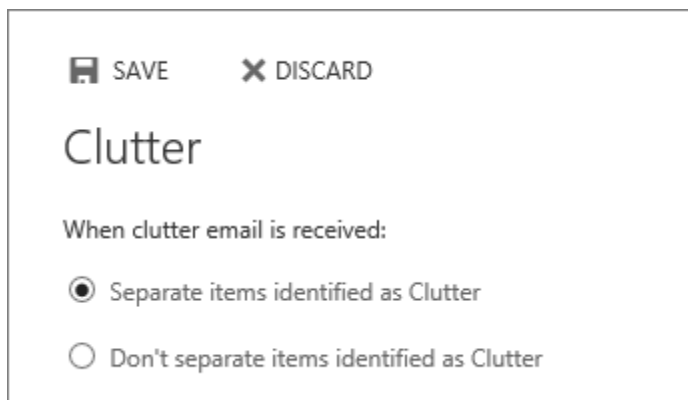 SAVE DISCARD
Clutter
When clutter email is received:
Separate items identified as Clutter
Don't separate items identified as Clutter